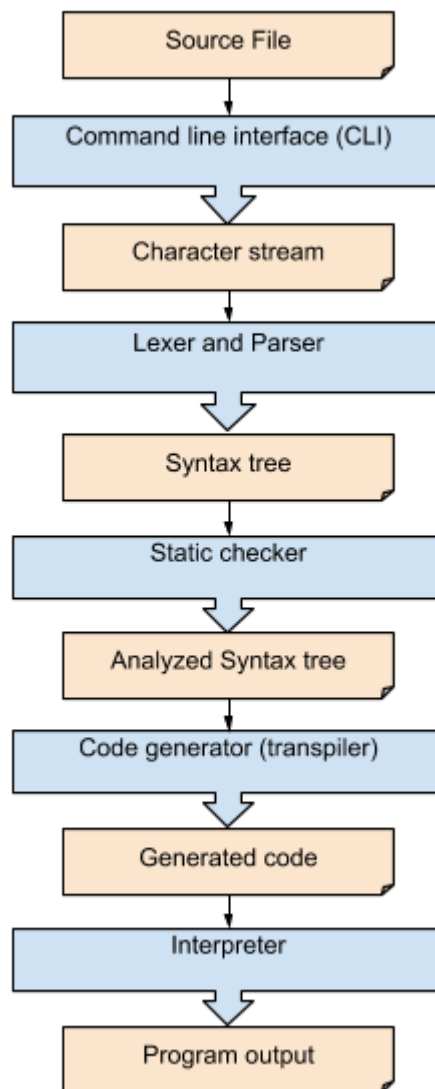 Source File
Command line interface (CLI)
Character stream
Lexer and Parser
Syntax tree
Static checker
Analyzed Syntax tree
Code generator (transpiler)
Generated code
Interpreter
Program output